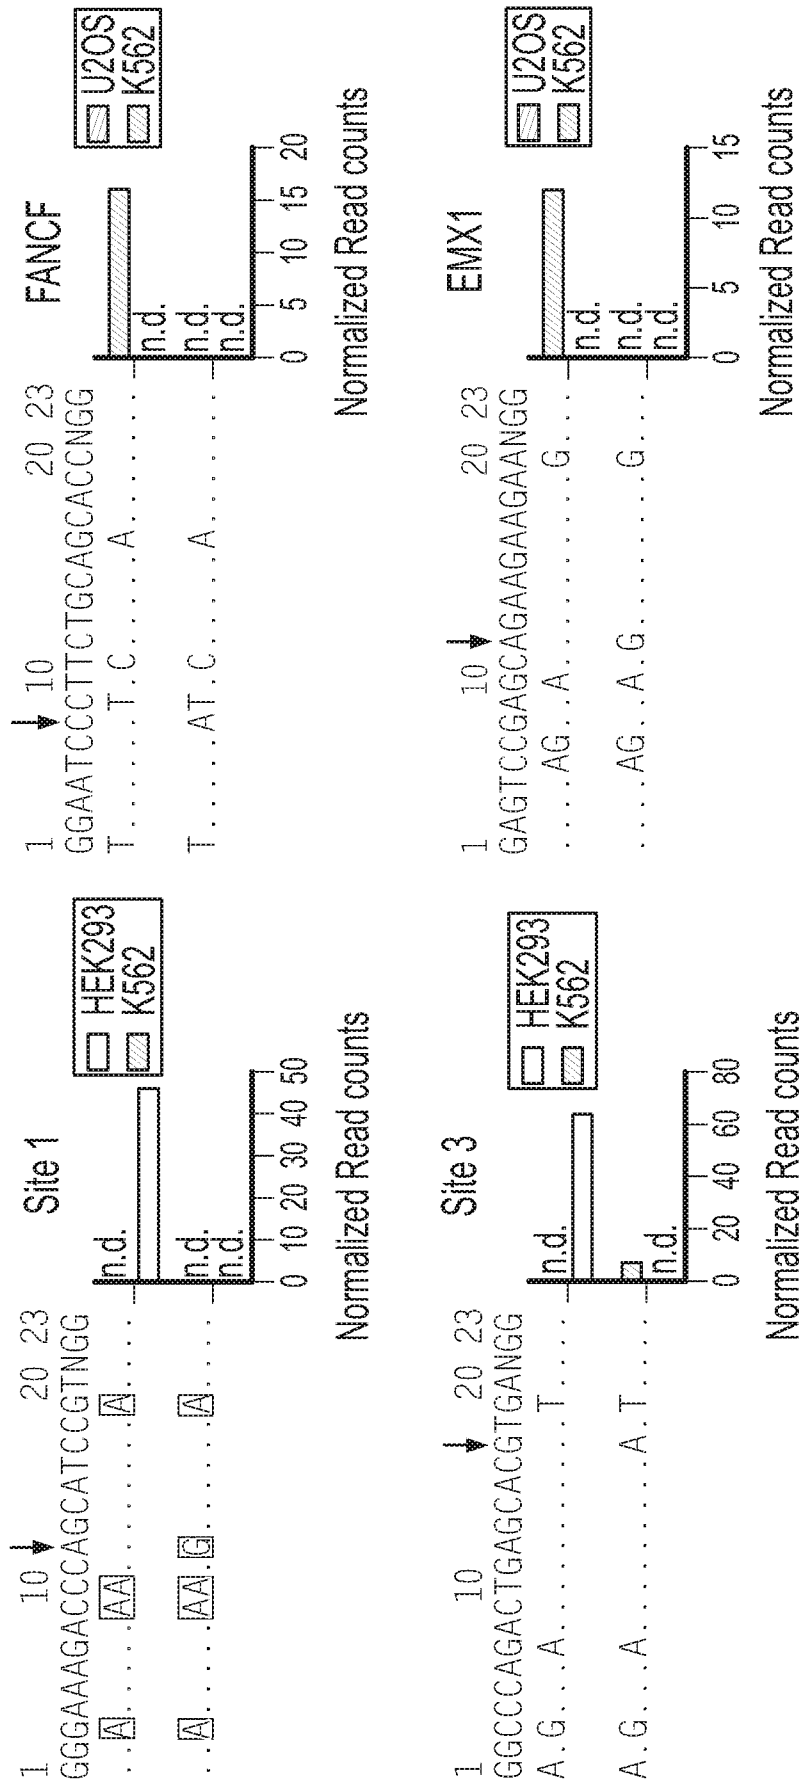 Site 1
1 10 20 23
GGGAAAGACCCAGCATCCGTNGG
..A.....AA........A....
n.d.
..A.....AA.G......A....
n.d.
n.d.
0 10 20 30 40 50
Normalized Read counts
HEK293
K562
FANCF
1 10 20 23
GGAATCCCTTCTGCAGCACCNGG
T......T.C.....A.......
n.d.
T.....AT.C.....A.......
n.d.
n.d.
0 5 10 15 20
Normalized Read counts
U2OS
K562
Site 3
1 10 20 23
GGCCCAGACTGAGCACGTGANGG
A.G...A...........T....
n.d.
A.G...A.........A.T....
n.d.
0 20 40 60 80
Normalized Read counts
HEK293
K562
EMX1
1 10 20 23
GAGTCCGAGCAGAAGAAGAANGG
....AG..A..........G...
n.d.
....AG..A.G........G...
n.d.
n.d.
0 5 10 15
Normalized Read counts
U2OS
K562